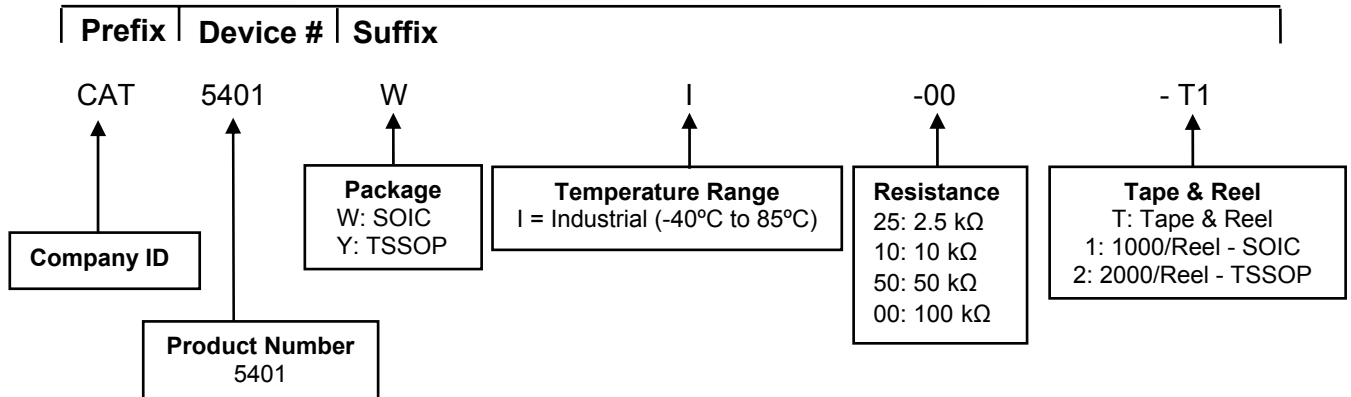 Prefix Device # Suffix
CAT 5401 W I -00 - T1
Company ID
Product Number
5401
Package
W: SOIC
Y: TSSOP
Temperature Range
I = Industrial (-40ºC to 85ºC)
Resistance
25: 2.5 kΩ
10: 10 kΩ
50: 50 kΩ
00: 100 kΩ
Tape & Reel
T: Tape & Reel
1: 1000/Reel - SOIC
2: 2000/Reel - TSSOP